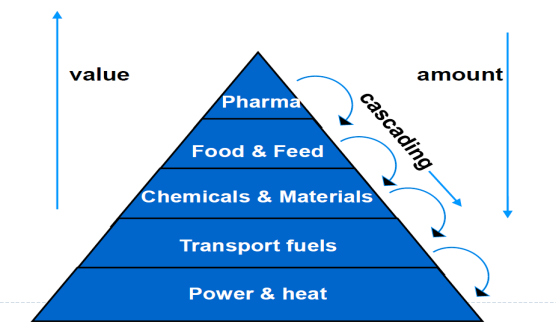 value
amount
cascading
Pharma
Food & Feed
Chemicals & Materials
Transport fuels
Power & heat